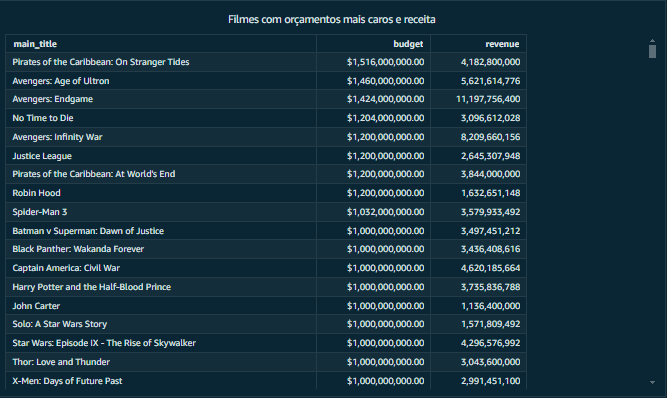 Filmes com orçamentos mais caros e receita
main_title budget revenue
Pirates of the Caribbean: On Stranger Tides $1,516,000,000.00 4,182,800,000
Avengers: Age of Ultron $1,460,000,000.00 5,621,614,776
Avengers: Endgame $1,424,000,000.00 11,197,756,400
No Time to Die $1,204,000,000.00 3,096,612,028
Avengers: Infinity War $1,200,000,000.00 8,209,660,156
Justice League $1,200,000,000.00 2,645,307,948
Pirates of the Caribbean: At World's End $1,200,000,000.00 3,844,000,000
Robin Hood $1,200,000,000.00 1,632,651,148
Spider-Man 3 $1,032,000,000.00 3,579,933,492
Batman v Superman: Dawn of Justice $1,000,000,000.00 3,497,451,212
Black Panther: Wakanda Forever $1,000,000,000.00 3,436,408,616
Captain America: Civil War $1,000,000,000.00 4,620,185,664
Harry Potter and the Half-Blood Prince $1,000,000,000.00 3,735,836,788
John Carter $1,000,000,000.00 1,136,400,000
Solo: A Star Wars Story $1,000,000,000.00 1,571,809,492
Star Wars: Episode IX - The Rise of Skywalker $1,000,000,000.00 4,296,576,992
Thor: Love and Thunder $1,000,000,000.00 3,043,600,000
X-Men: Days of Future Past $1,000,000,000.00 2,991,451,100